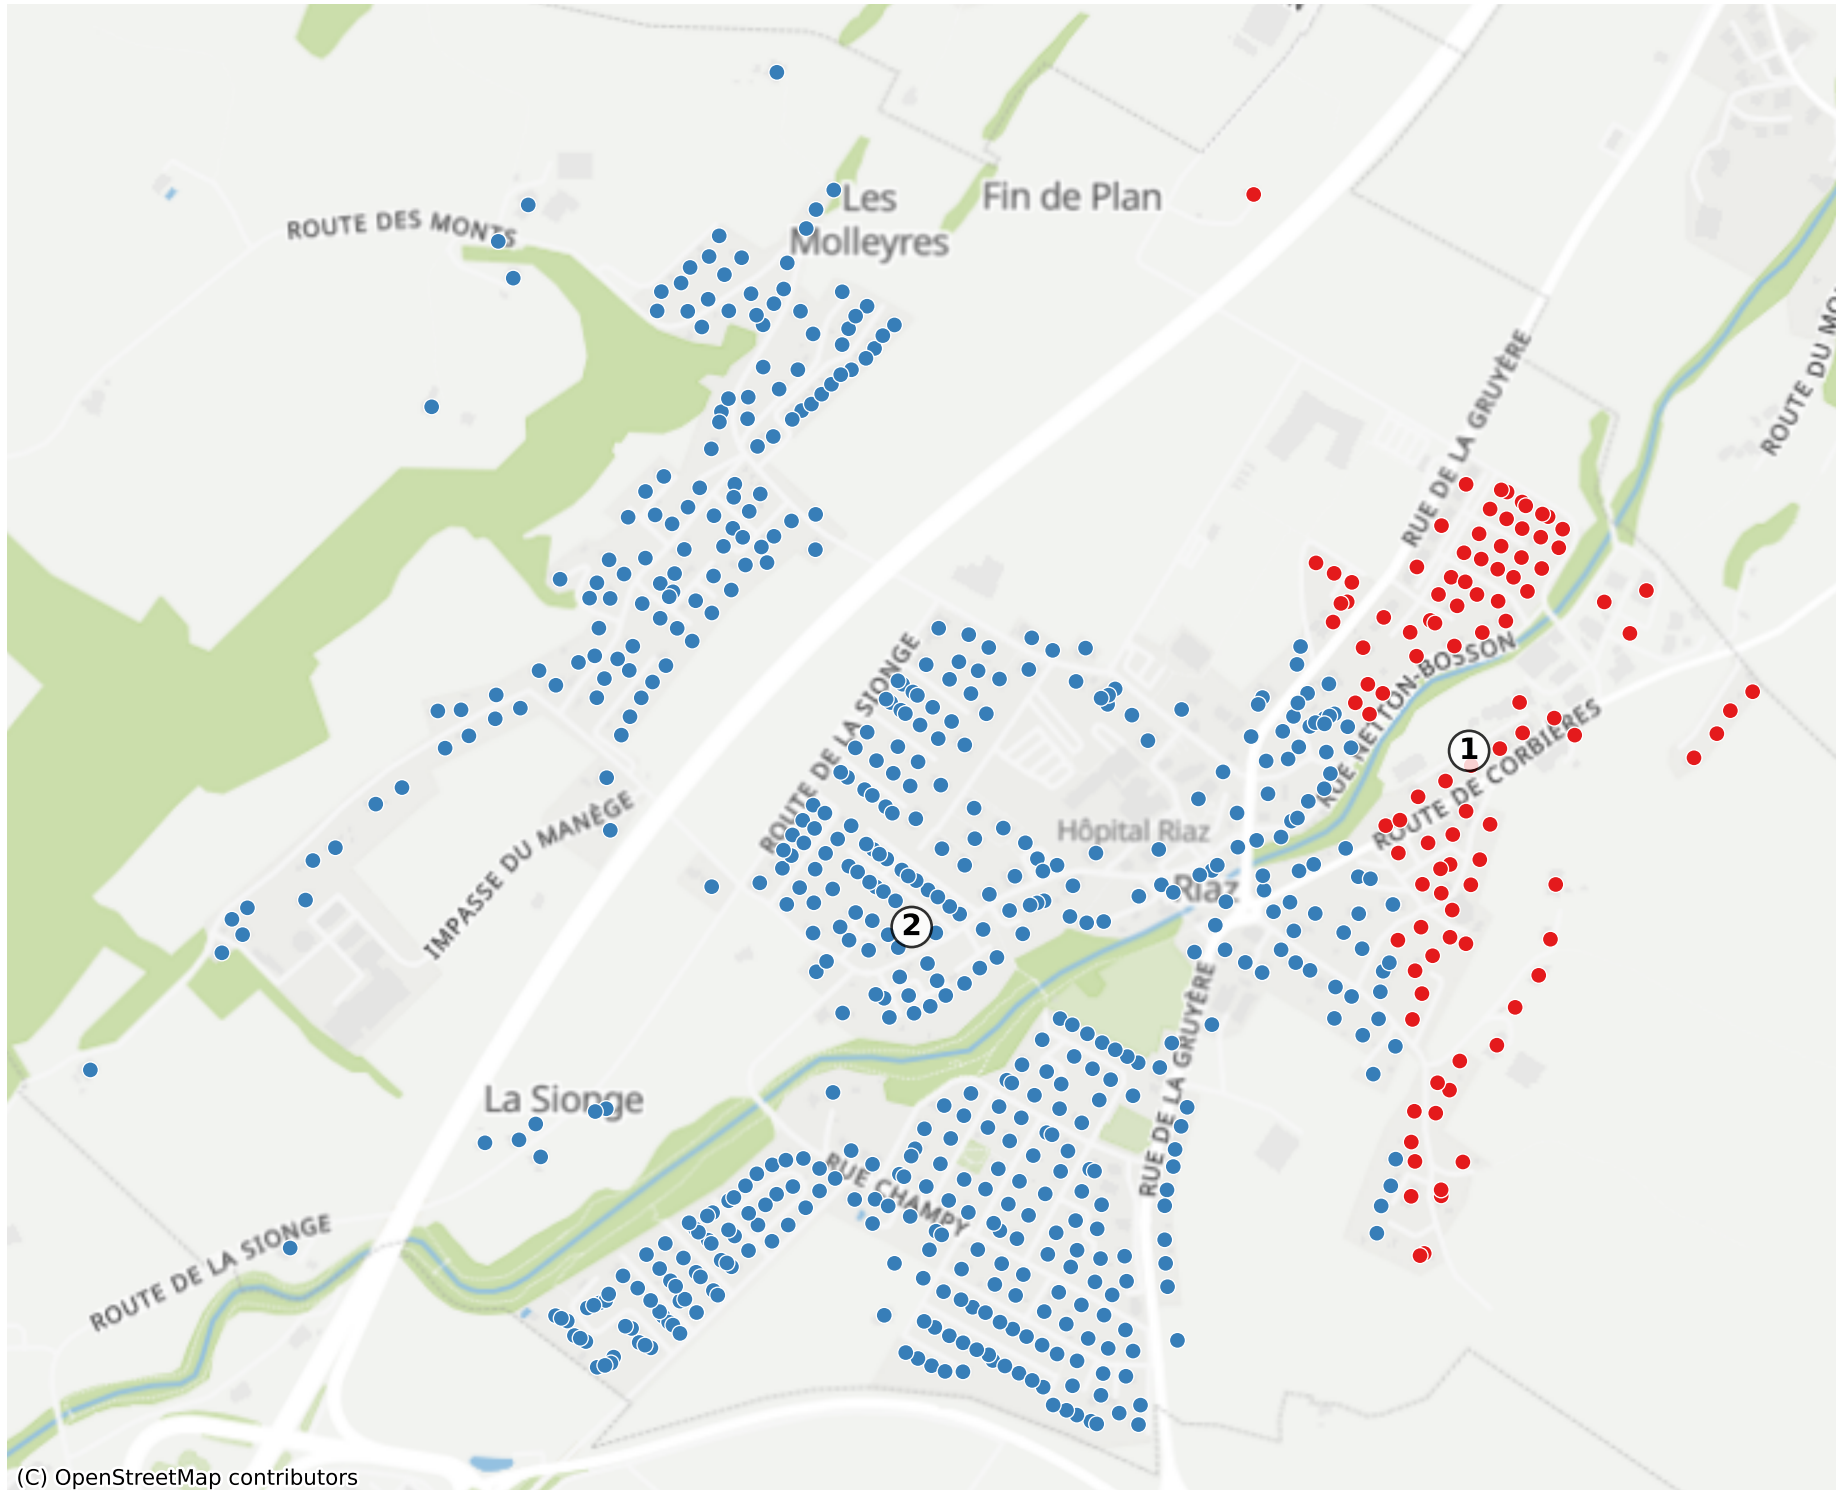 Les
Molleyres
Fin de Plan
ROUTE DES MONTS
RUE DE LA GRUYÈRE
ROUTE DU MO
RUE NETTON-BOSSON
ROUTE DE LA SIONGE
1
ROUTE DE CORBIÈRES
IMPASSE DU MANÈGE
Hôpital Riaz
Riaz
2
La Sionge
RUE DE LA GRUYÈRE
RUE CHAMPY
ROUTE DE LA SIONGE
(C) OpenStreetMap contributors